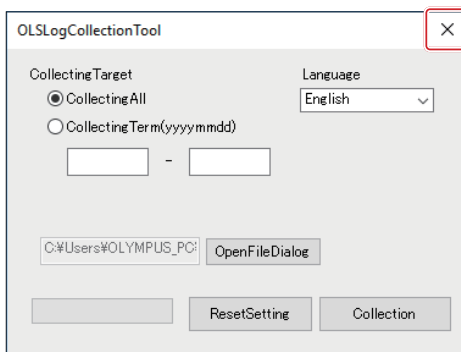 OLSLogCollectionTool
CollectingTarget
Language
CollectingAll
English
CollectingTerm(yyyymmdd)
-
C:¥Users¥OLYMPUS_PC
OpenFileDialog
ResetSetting
Collection